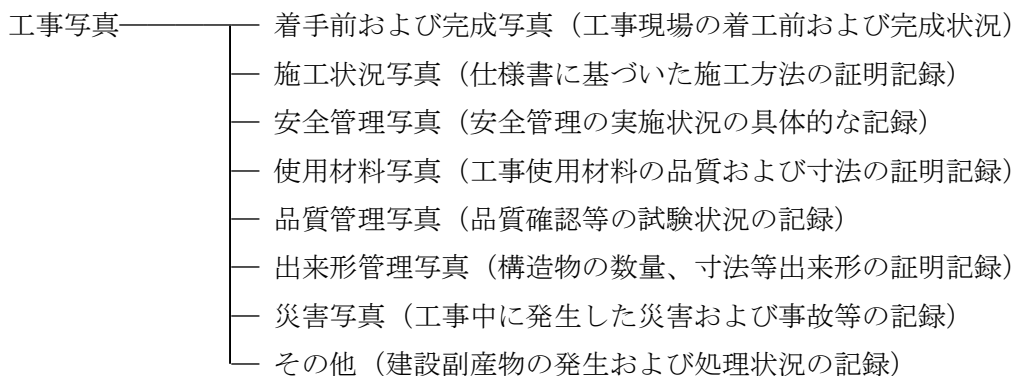 工事写真 着手前および完成写真（工事現場の着工前および完成状況）
施工状況写真（仕様書に基づいた施工方法の証明記録）
安全管理写真（安全管理の実施状況の具体的な記録）
使用材料写真（工事使用材料の品質および寸法の証明記録）
品質管理写真（品質確認等の試験状況の記録）
出来形管理写真（構造物の数量、寸法等出来形の証明記録）
災害写真（工事中に発生した災害および事故等の記録）
その他（建設副産物の発生および処理状況の記録）